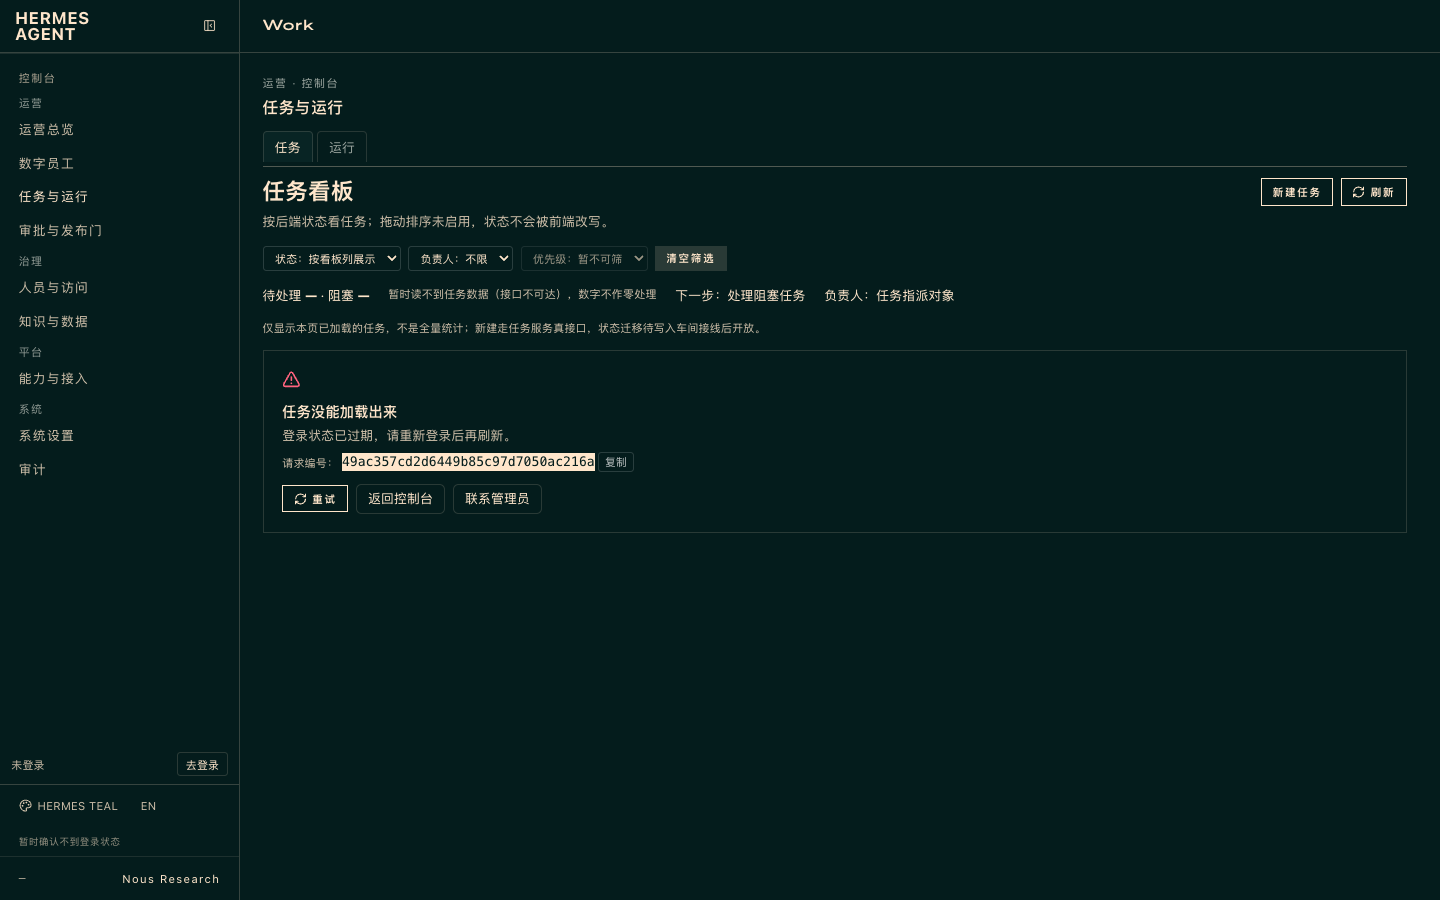 HERMES
AGENT
Work
控制台
运营
运营总览
数字员工
任务与运行
审批与发布门
治理
人员与访问
知识与数据
平台
能力与接入
系统
系统设置
审计
未登录
去登录
HERMES TEAL EN
暂时确认不到登录状态
– Nous Research
运营 · 控制台
任务与运行
任务 运行
任务看板
新建任务 刷新
按后端状态看任务；拖动排序未启用，状态不会被前端改写。
状态：按看板列展示 负责人：不限 优先级：暂不可筛 清空筛选
待处理 — · 阻塞 — 暂时读不到任务数据（接口不可达），数字不作零处理 下一步：处理阻塞任务 负责人：任务指派对象
仅显示本页已加载的任务，不是全量统计；新建走任务服务真接口，状态迁移待写入车间接线后开放。
任务没能加载出来
登录状态已过期，请重新登录后再刷新。
请求编号： 49ac357cd2d6449b85c97d7050ac216a 复制
重试 返回控制台 联系管理员